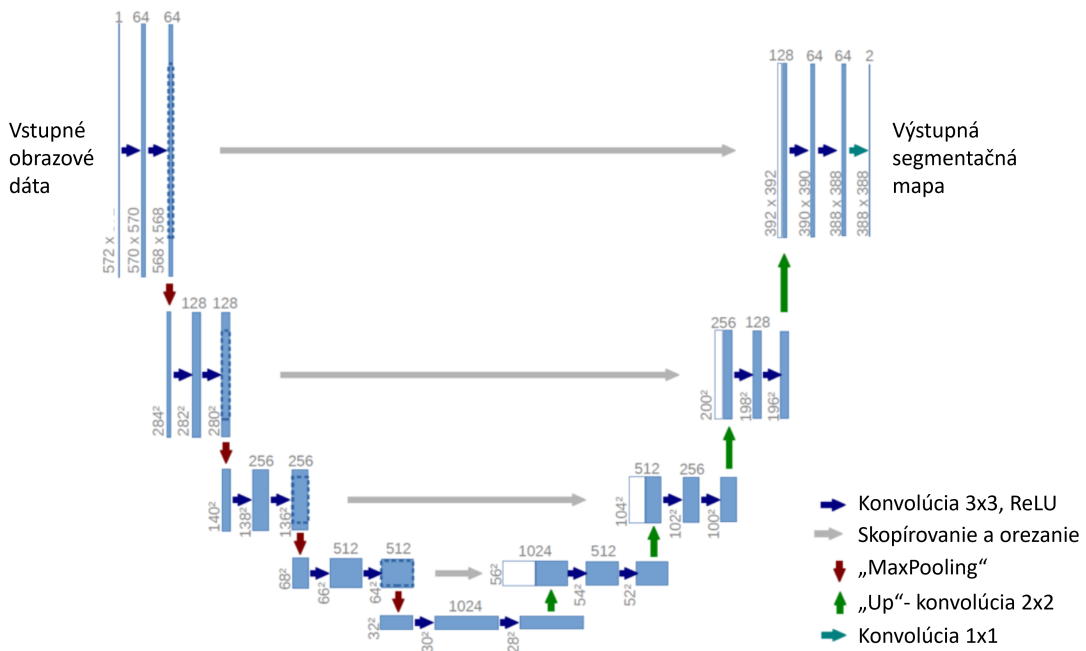 1 64 64
128 64 64 2
Vstupné
obrazové
dáta
Výstupná
segmentačná
mapa
572 x
570 x 570
568 x 568
392 x 392
390 x 390
388 x 388
388 x 388
128 128
256 128
284²
282²
280²
200²
198²
196²
256 256
512 256
140²
138²
136²
104²
102²
100²
512 512
1024 512
68²
66²
64²
56²
54²
52²
1024
32²
30²
28²
Konvolúcia 3x3, ReLU
Skopírovanie a orezanie
„MaxPooling"
„Up"- konvolúcia 2x2
Konvolúcia 1x1